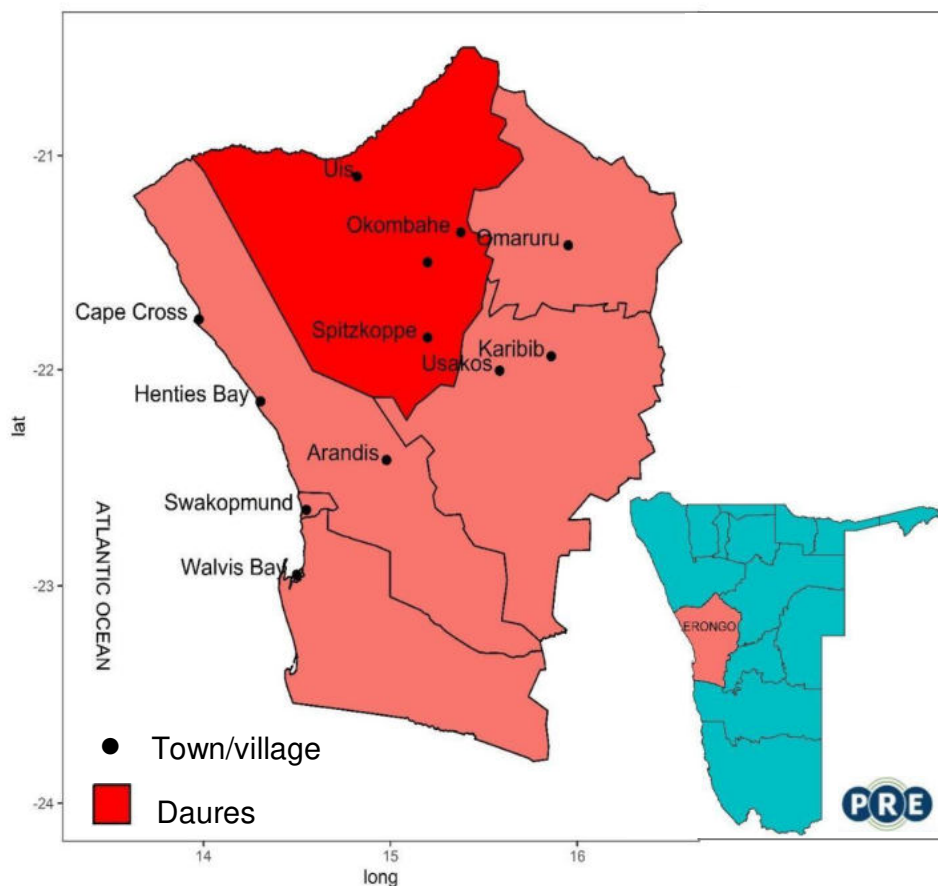 -21
Uis
Okombahe
Omaruru
Cape Cross
Spitzkoppe
Karibib
Usakos
-22
Henties Bay
lat
Arandis
Swakopmund
ATLANTIC OCEAN
Walvis Bay
-23
ERONGO
Town/village
Daures
-24
PRE
14 15 16
long